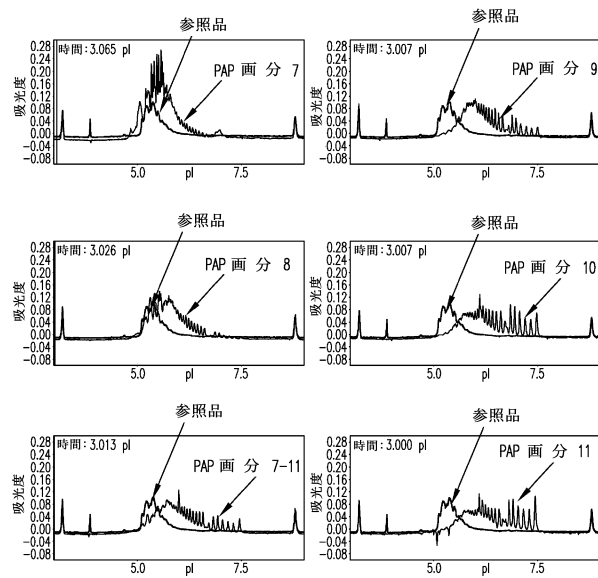 参照品
時間:3.065 pI
PAP 画分 7
吸光度
0.28
0.24
0.20
0.16
0.12
0.08
0.04
0.00
−0.04
−0.08
5.0
7.5
pI
参照品
時間:3.007 pI
PAP 画分 9
吸光度
0.28
0.24
0.20
0.16
0.12
0.08
0.04
0.00
−0.04
−0.08
5.0
7.5
pI
参照品
時間:3.026 pI
PAP 画分 8
吸光度
0.28
0.24
0.20
0.16
0.12
0.08
0.04
0.00
−0.04
−0.08
5.0
7.5
pI
参照品
時間:3.007 pI
PAP 画分 10
吸光度
0.28
0.24
0.20
0.16
0.12
0.08
0.04
0.00
−0.04
−0.08
5.0
7.5
pI
参照品
時間:3.013 pI
PAP 画分 7−11
吸光度
0.28
0.24
0.20
0.16
0.12
0.08
0.04
0.00
−0.04
−0.08
5.0
7.5
pI
参照品
時間:3.000 pI
PAP 画分 11
吸光度
0.28
0.24
0.20
0.16
0.12
0.08
0.04
0.00
−0.04
−0.08
5.0
7.5
pI